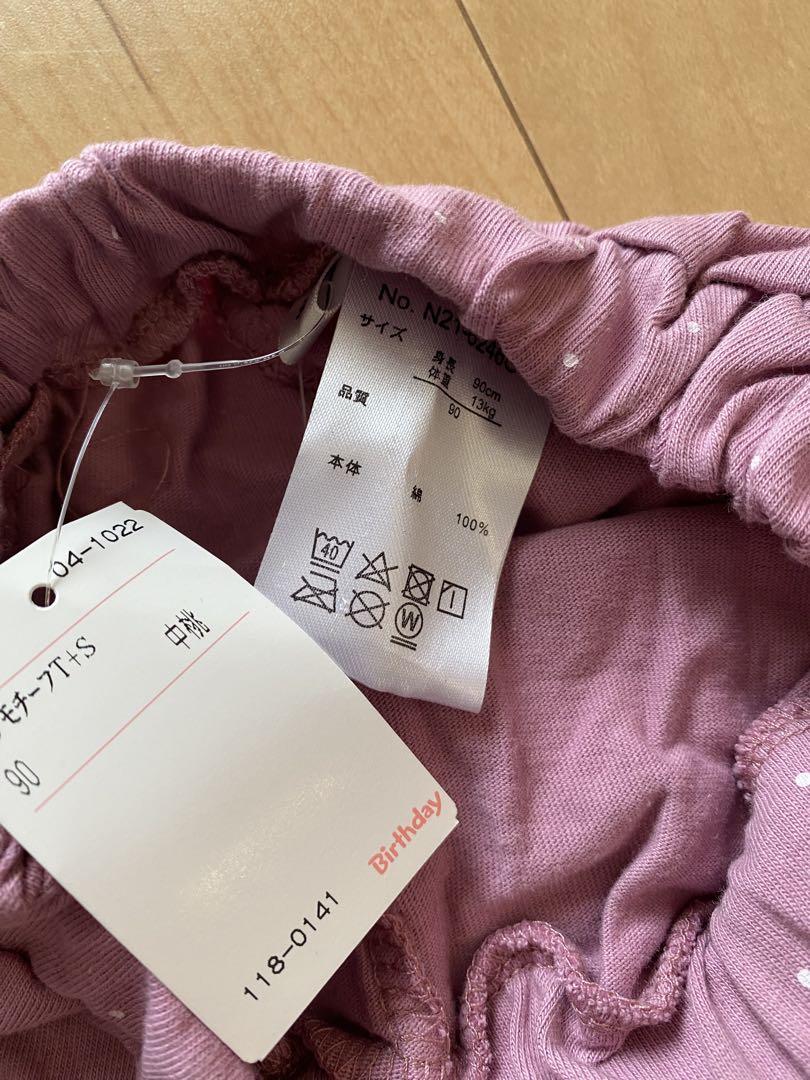 No. N21-6246
サイズ
身長 90cm
体重 13kg
90
品質
本体 綿 100%
40
W
04-1022
モチーフT+S 中桃
90
Birthday
118-0141